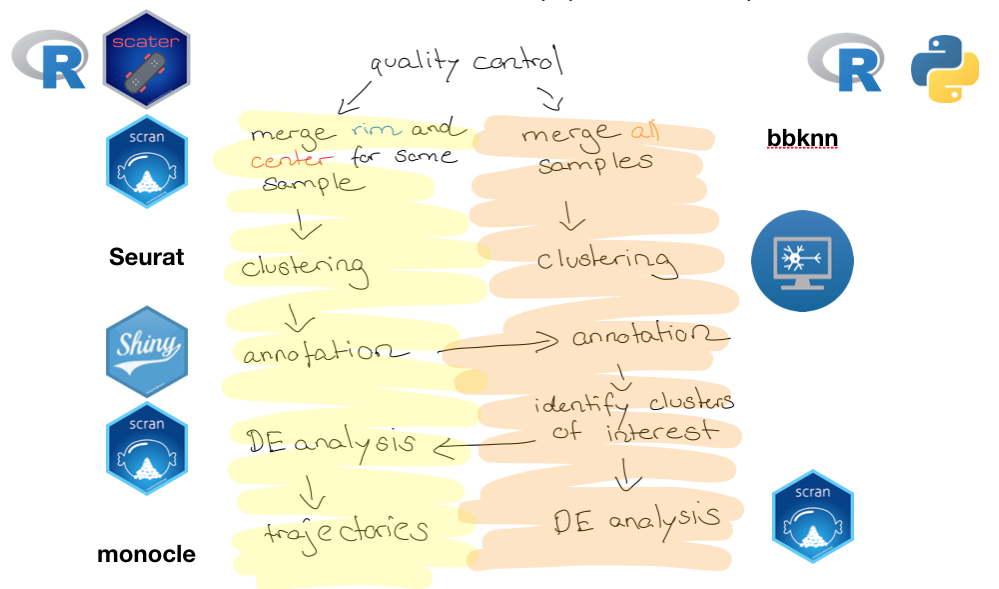 R
scater
quality control
R
scran
merge rim and
center for same
sample
merge all
samples
bbknn
Seurat
clustering
clustering
Shiny
annotation
annotation
scran
identify clusters
of interest
DE analysis
scran
DE analysis
trajectories
monocle